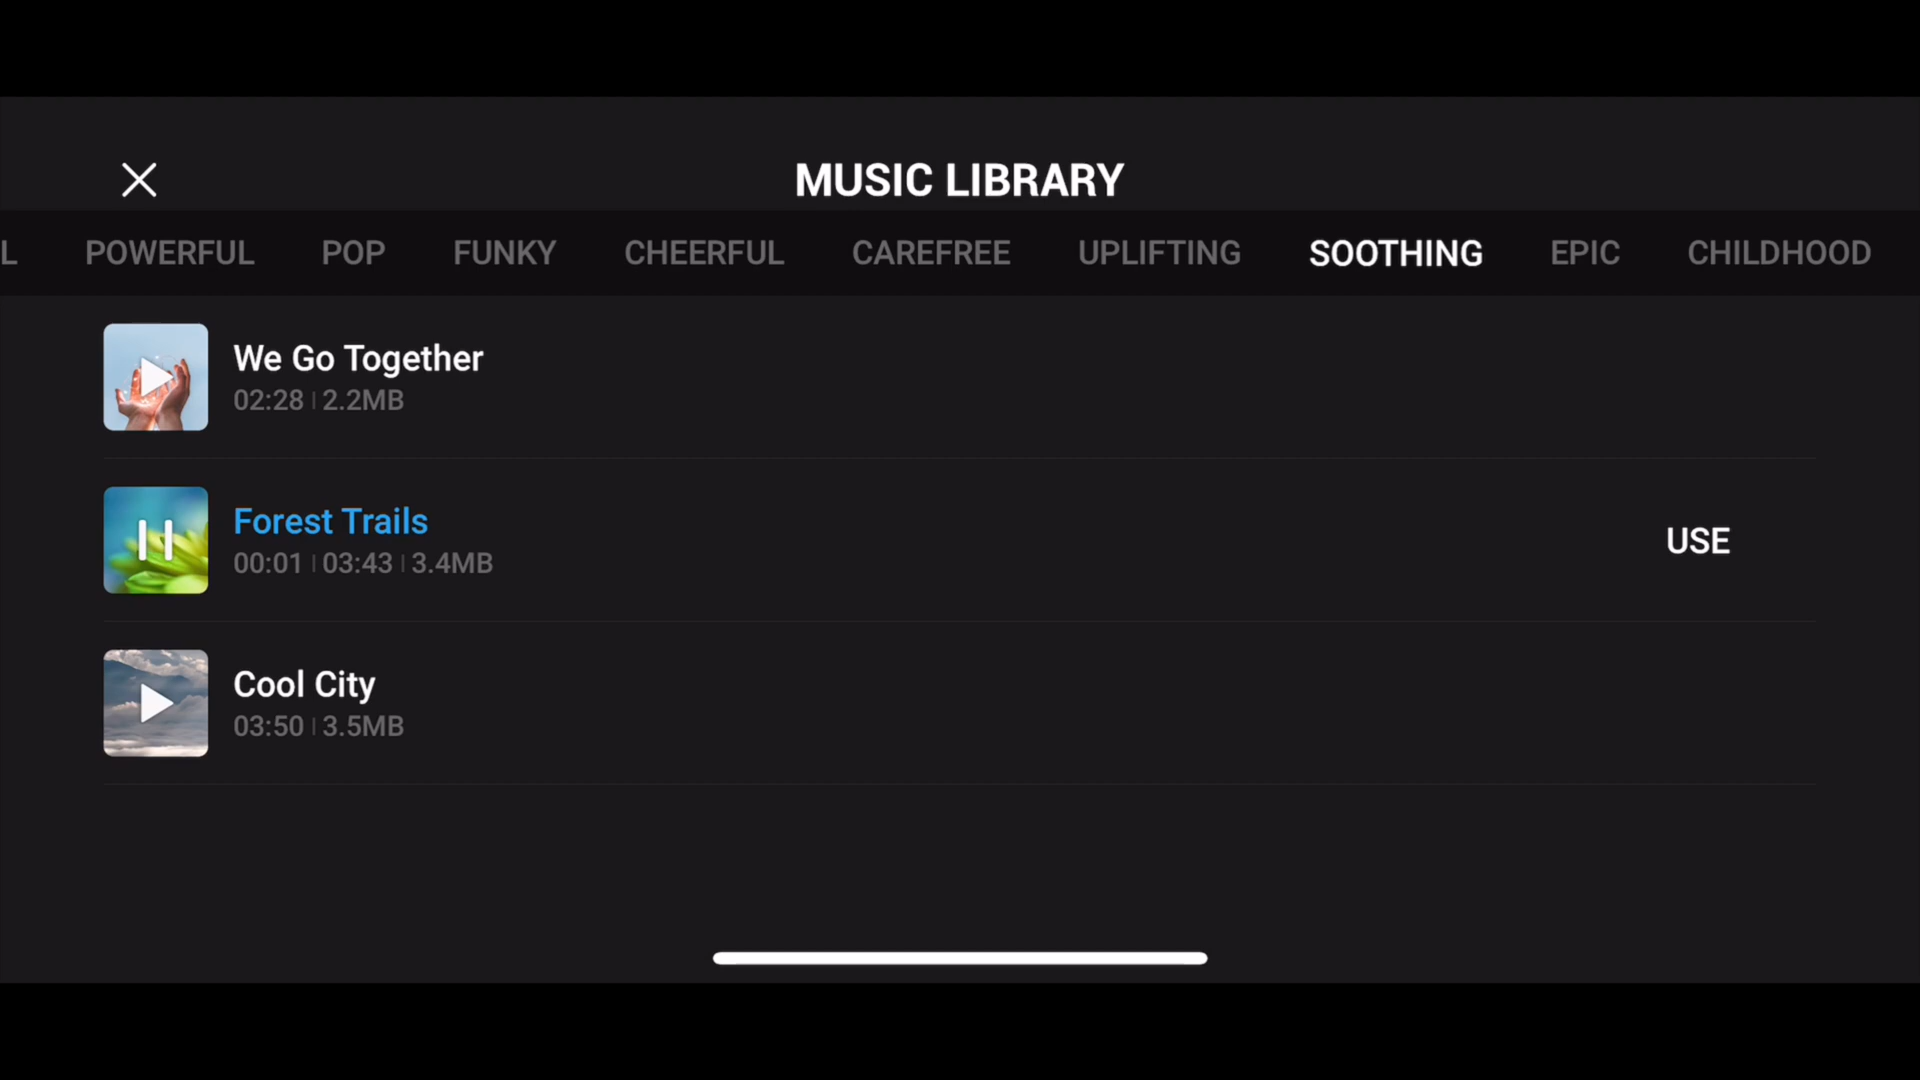 MUSIC LIBRARY
L POWERFUL POP FUNKY CHEERFUL CAREFREE UPLIFTING SOOTHING EPIC CHILDHOOD
We Go Together
02:28 | 2.2MB
Forest Trails
00:01 | 03:43 | 3.4MB
USE
Cool City
03:50 | 3.5MB